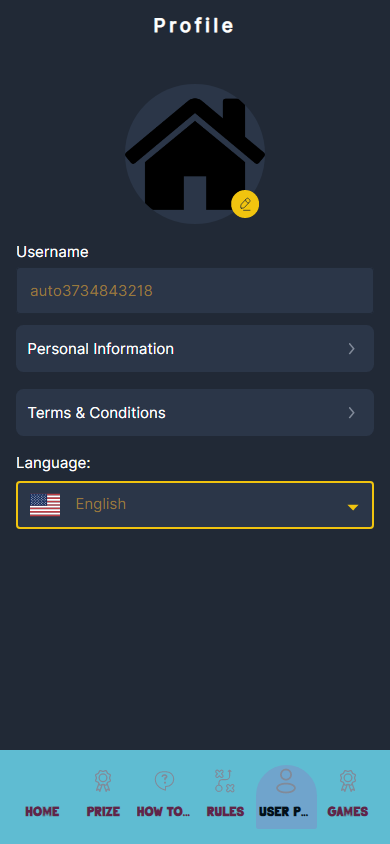 Profile
Username
auto3734843218
Personal Information
Terms & Conditions
Language:
English
HOME PRIZE HOW TO... RULES USER P... GAMES